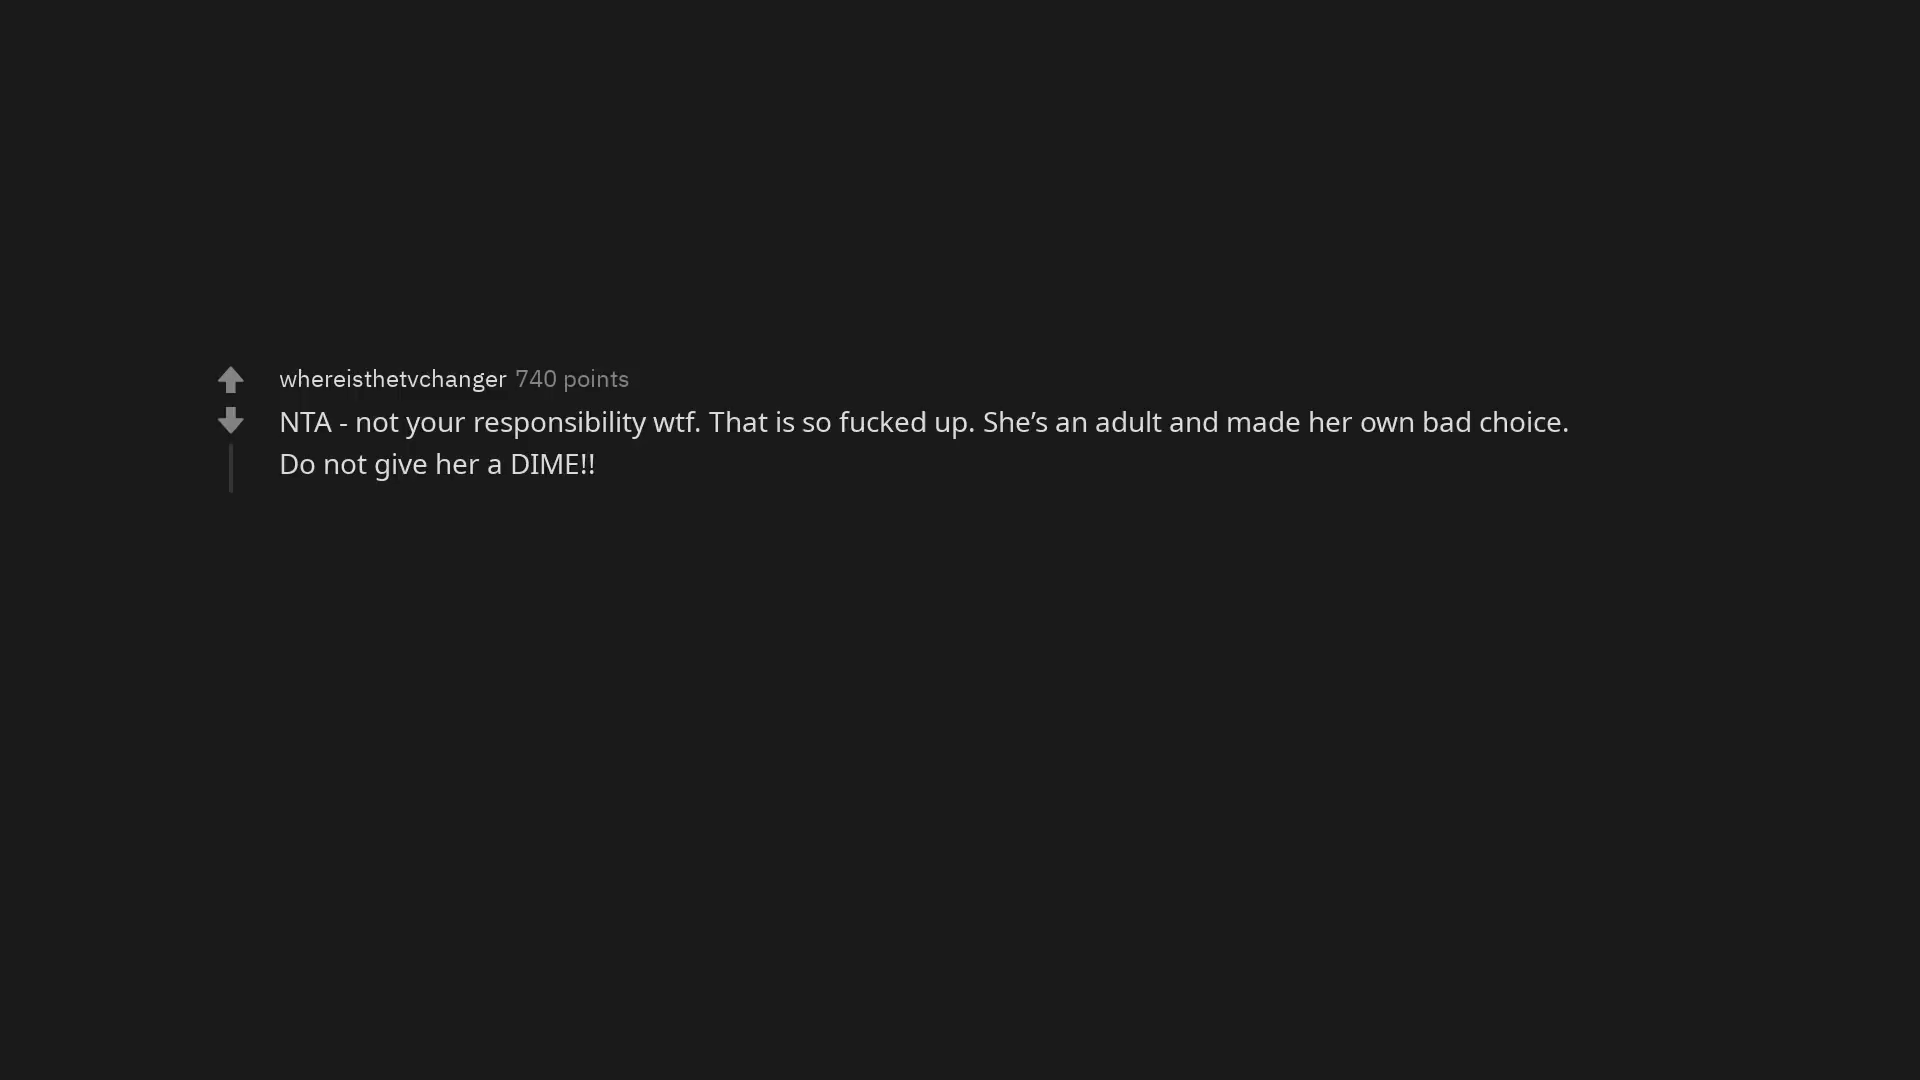 whereisthetvchanger 740 points
NTA - not your responsibility wtf. That is so fucked up. She’s an adult and made her own bad choice.
Do not give her a DIME!!